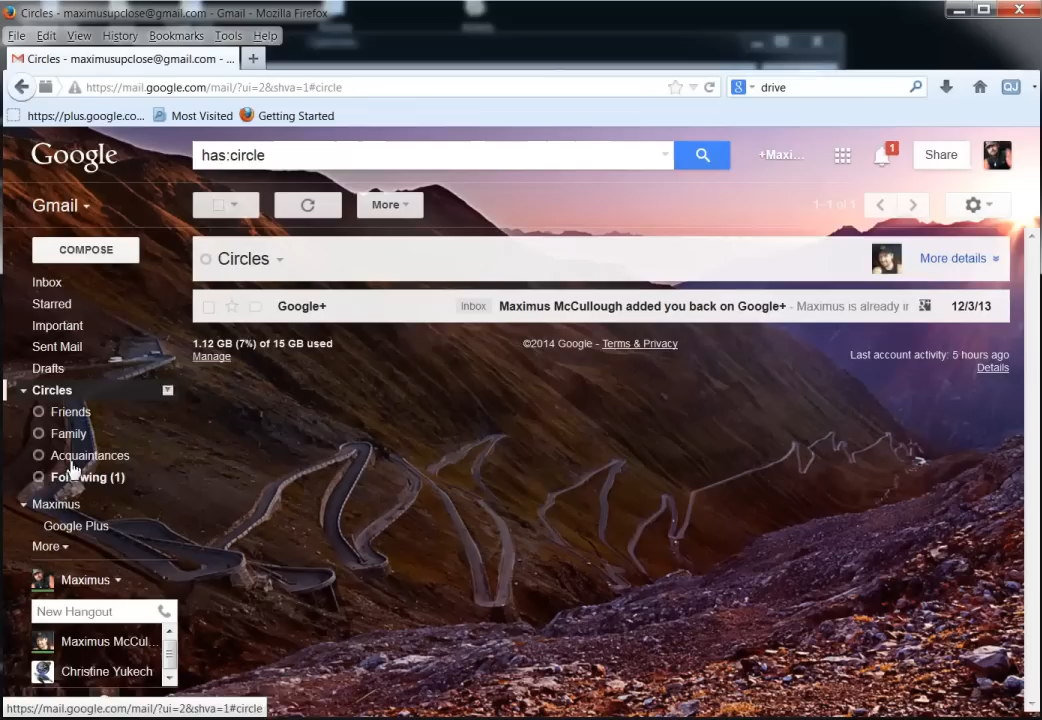 Circles - maximusupclose@gmail.com - Gmail - Mozilla Firefox
File Edit View History Bookmarks Tools Help
Circles - maximusupclose@gmail.com - ... +
https://mail.google.com/mail/?ui=2&shva=1#circle drive QJ
https://plus.google.co... Most Visited Getting Started
Google has:circle +Maxi... 1 Share
Gmail More 1–1 of 1
COMPOSE
Circles More details
Inbox
Google+ Inbox Maximus McCullough added you back on Google+ - Maximus is already ir 12/3/13
Starred
Important
1.12 GB (7%) of 15 GB used ©2014 Google - Terms & Privacy
Sent Mail
Manage Last account activity: 5 hours ago
Drafts Details
Circles
Friends
Family
Acquaintances
Following (1)
Maximus
Google Plus
More
Maximus
New Hangout
Maximus McCul...
Christine Yukech
https://mail.google.com/mail/?ui=2&shva=1#circle